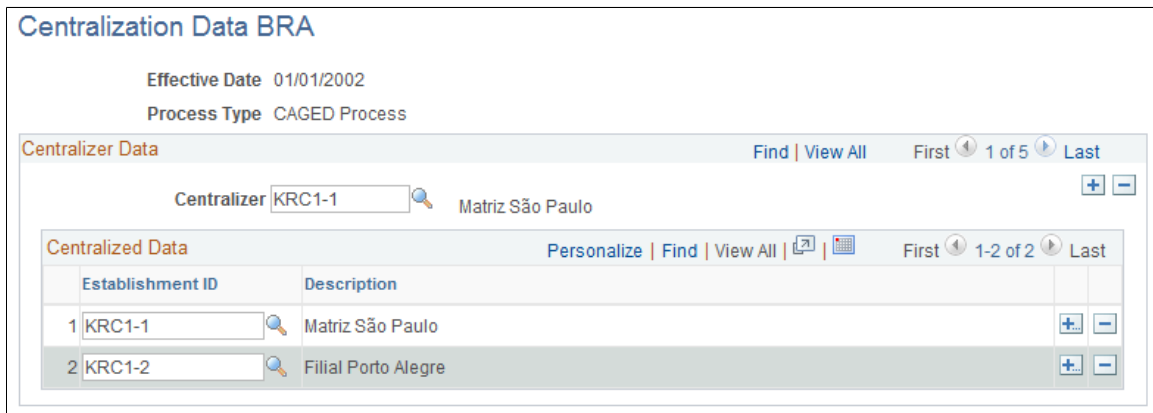 Centralization Data BRA
Effective Date 01/01/2002
Process Type CAGED Process
Centralizer Data Find | View All First 1 of 5 Last
Centralizer KRC1-1 Matriz São Paulo
Centralized Data Personalize | Find | View All | | First 1-2 of 2 Last
Establishment ID Description
1 KRC1-1 Matriz São Paulo
2 KRC1-2 Filial Porto Alegre